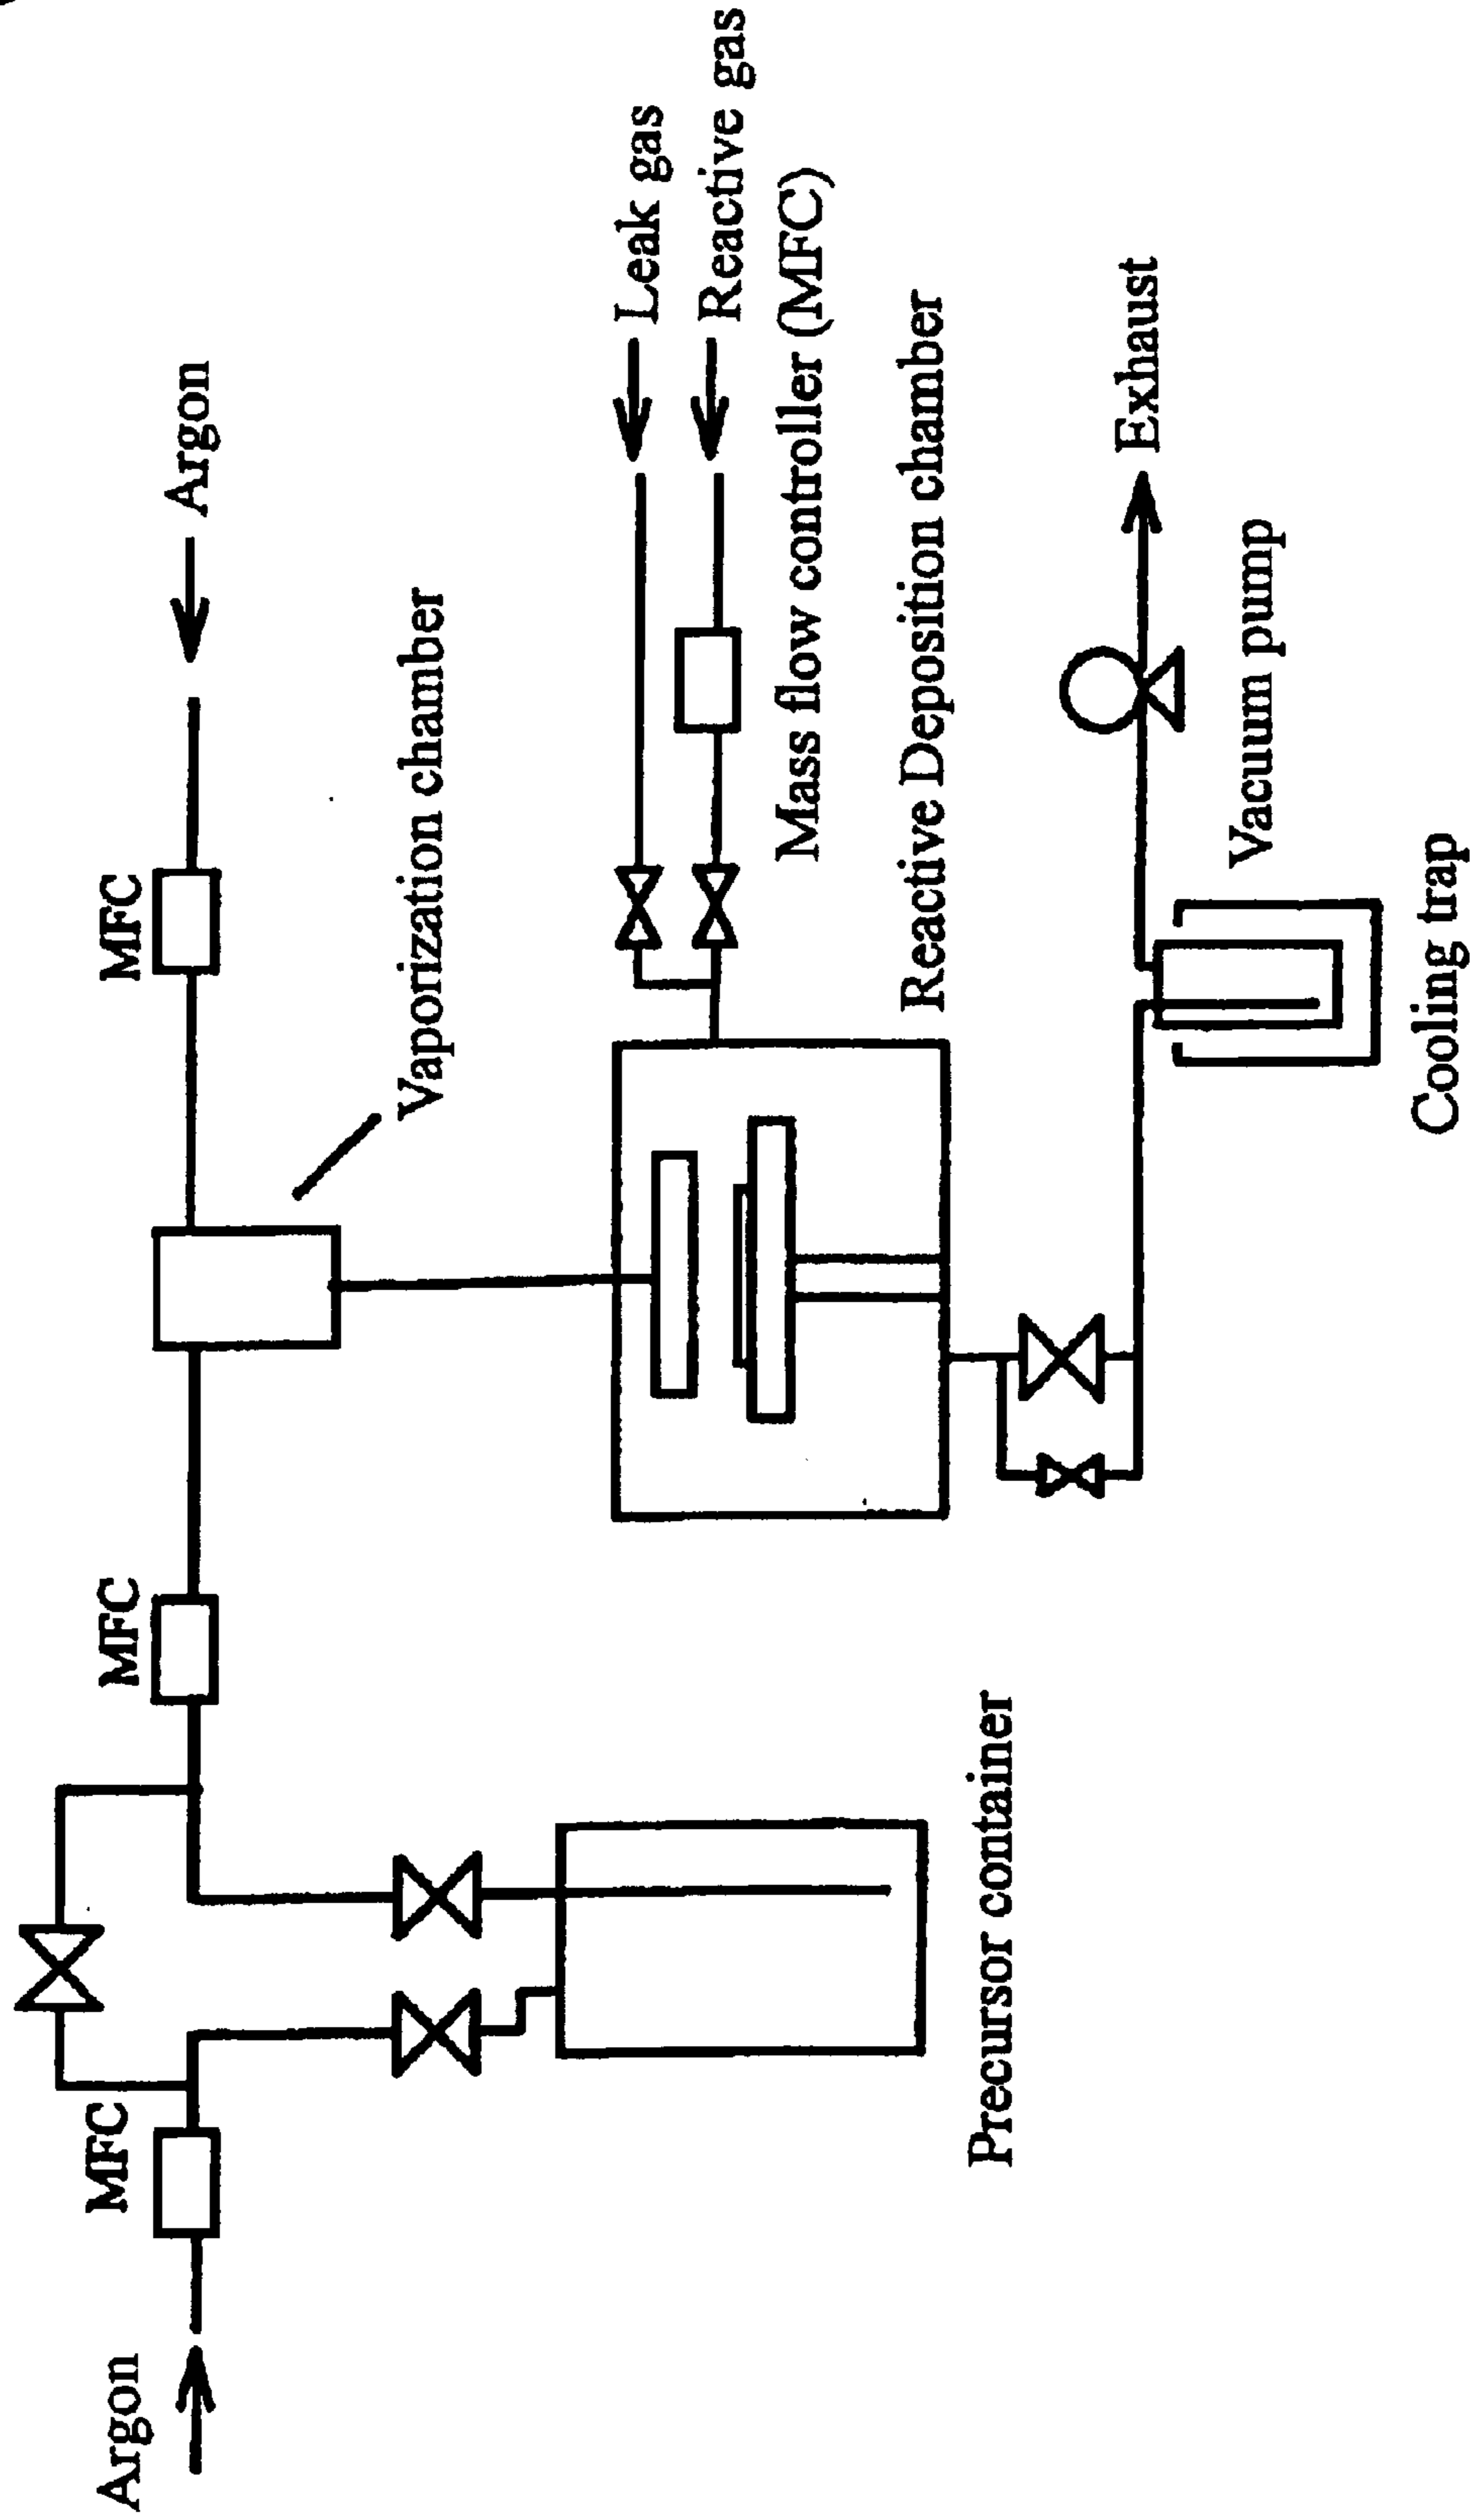 Argon
MFC
MFC
MFC
Argon
Vaporization chamber
Leak gas
Reactive gas
Mass flow controller (MFC)
Reactive Deposition chamber
Precursor container
Exhaust
Vacuum pump
Cooling trap